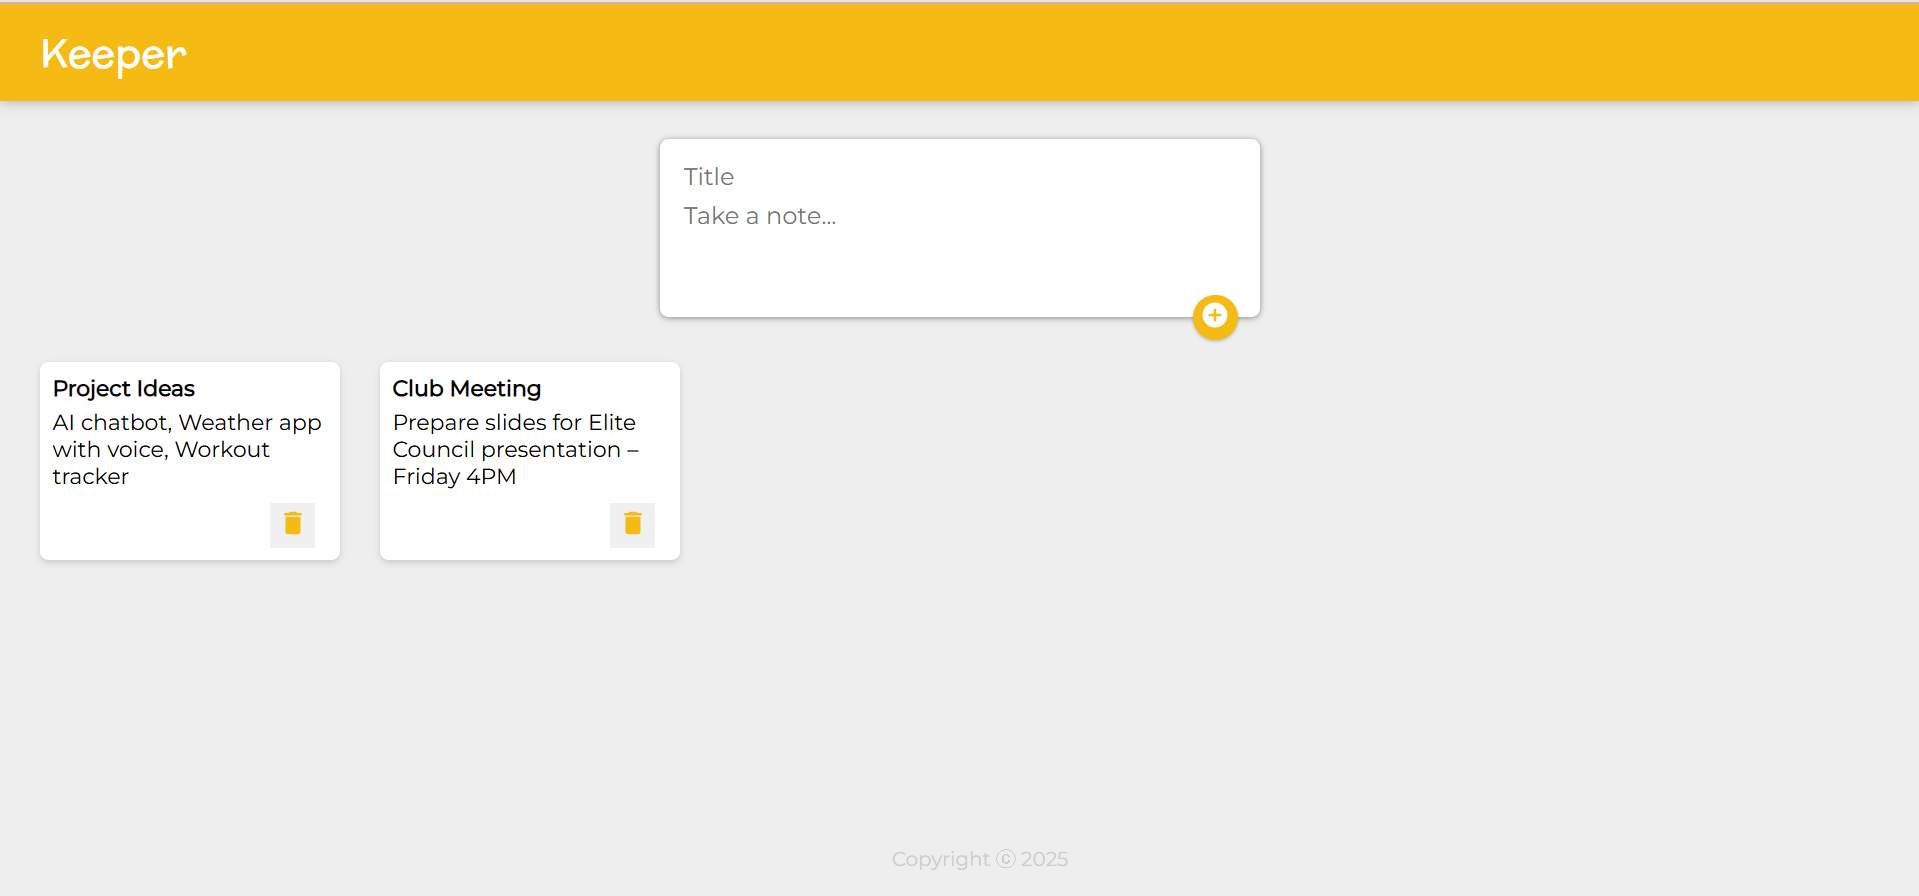 Keeper
Title
Take a note...
Project Ideas
AI chatbot, Weather app
with voice, Workout
tracker
Club Meeting
Prepare slides for Elite
Council presentation –
Friday 4PM
Copyright ⓒ 2025